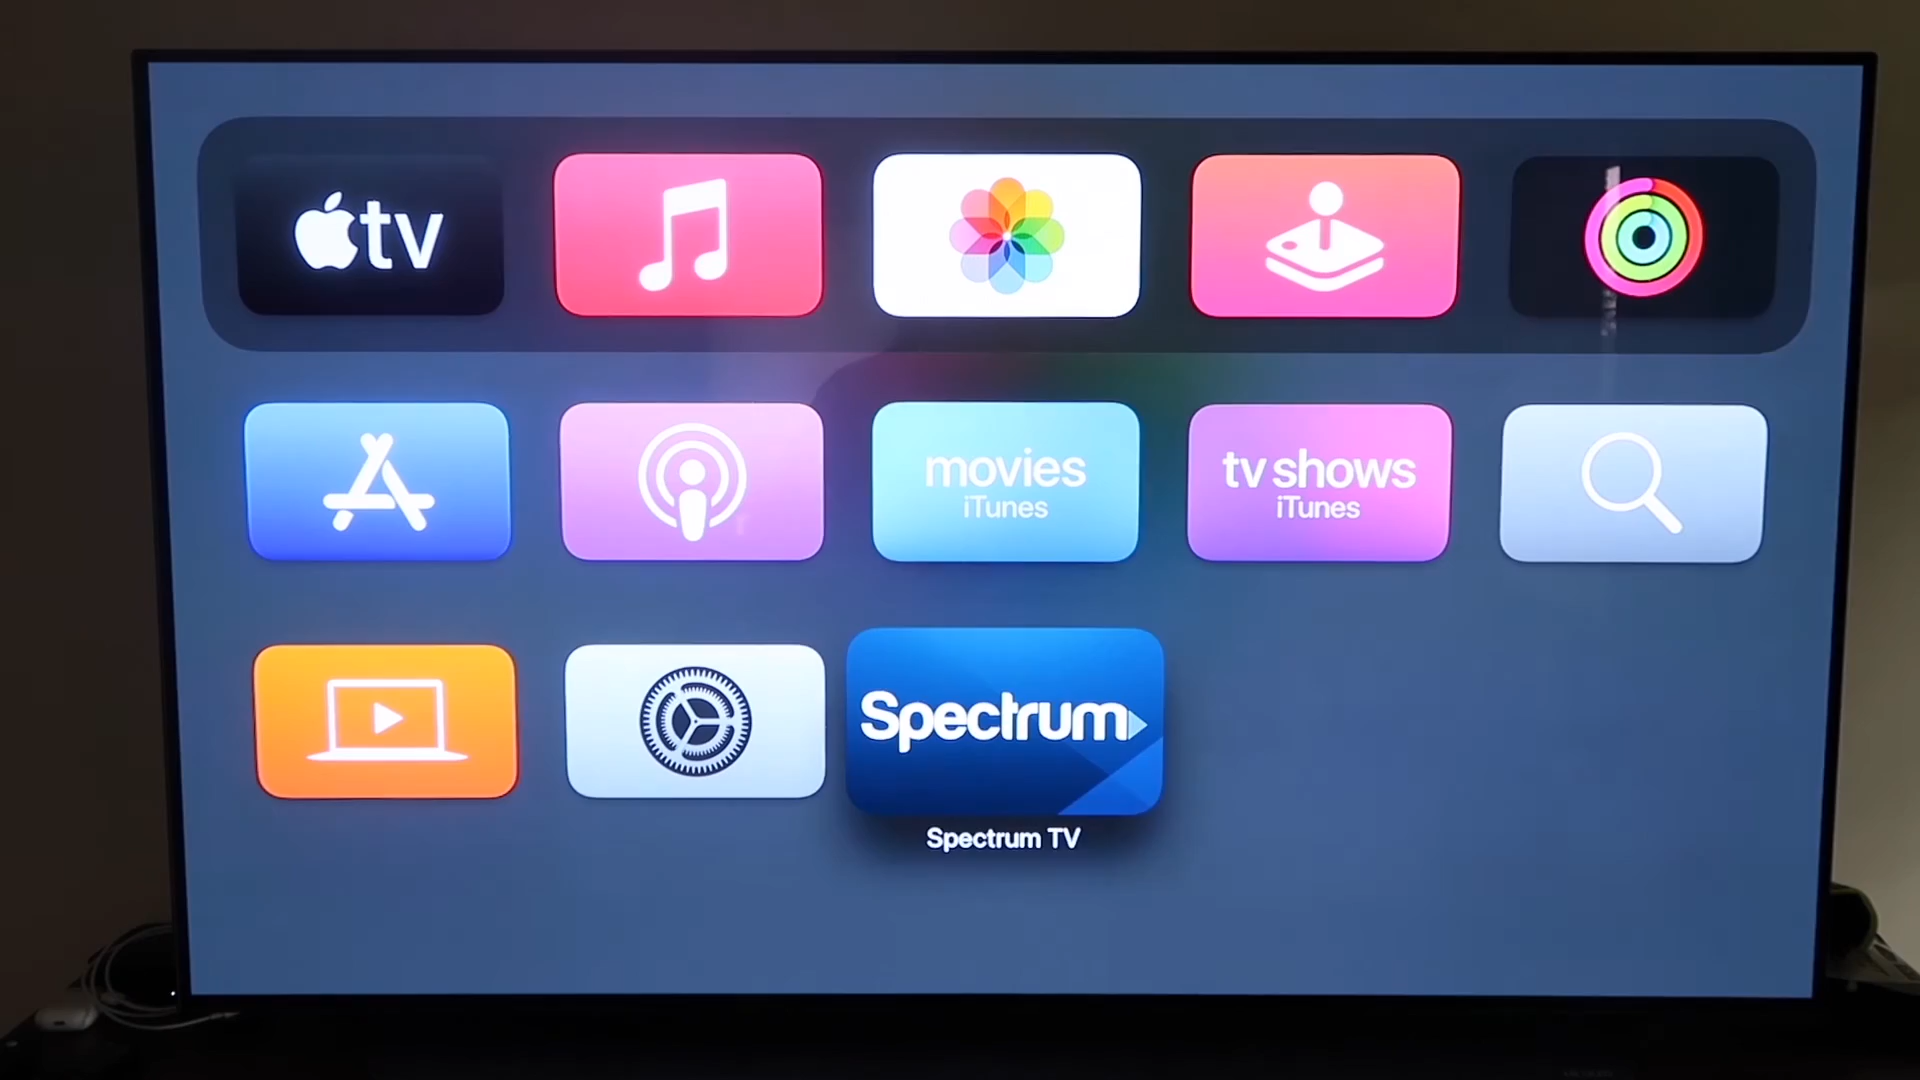 tv
movies
iTunes
tv shows
iTunes
Spectrum
Spectrum TV